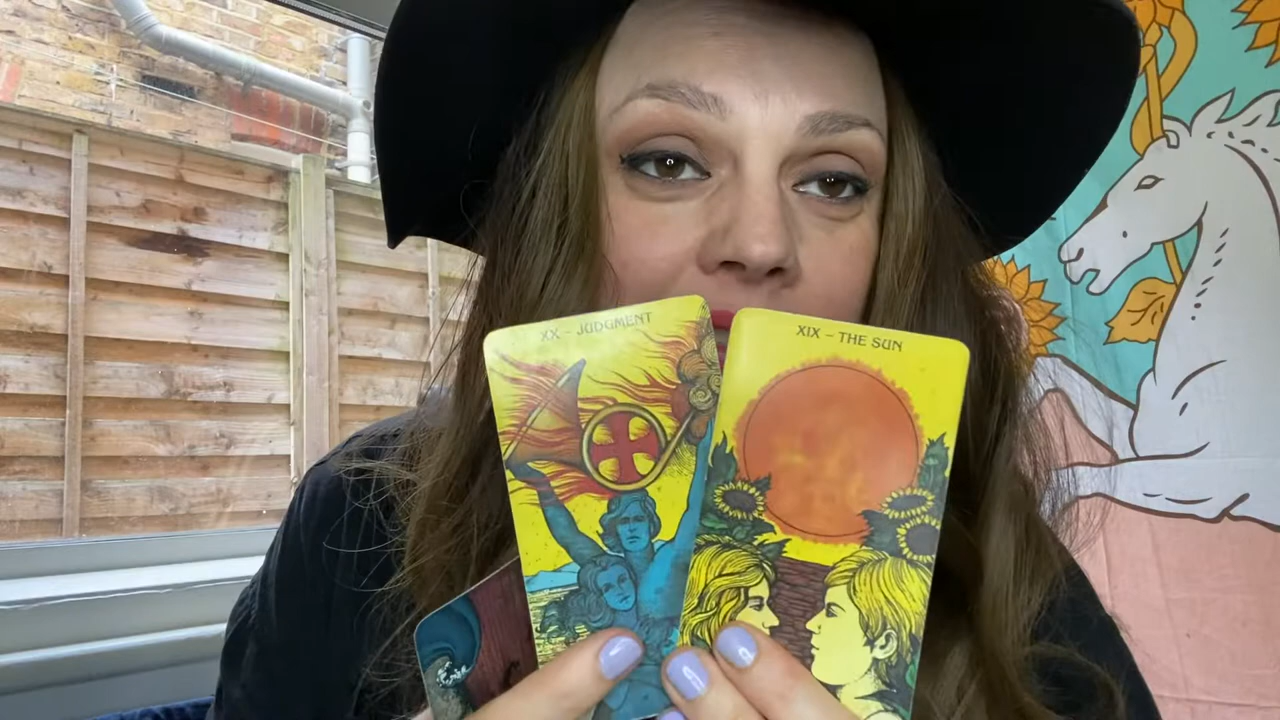 XX – JUDGMENT
XIX – THE SUN